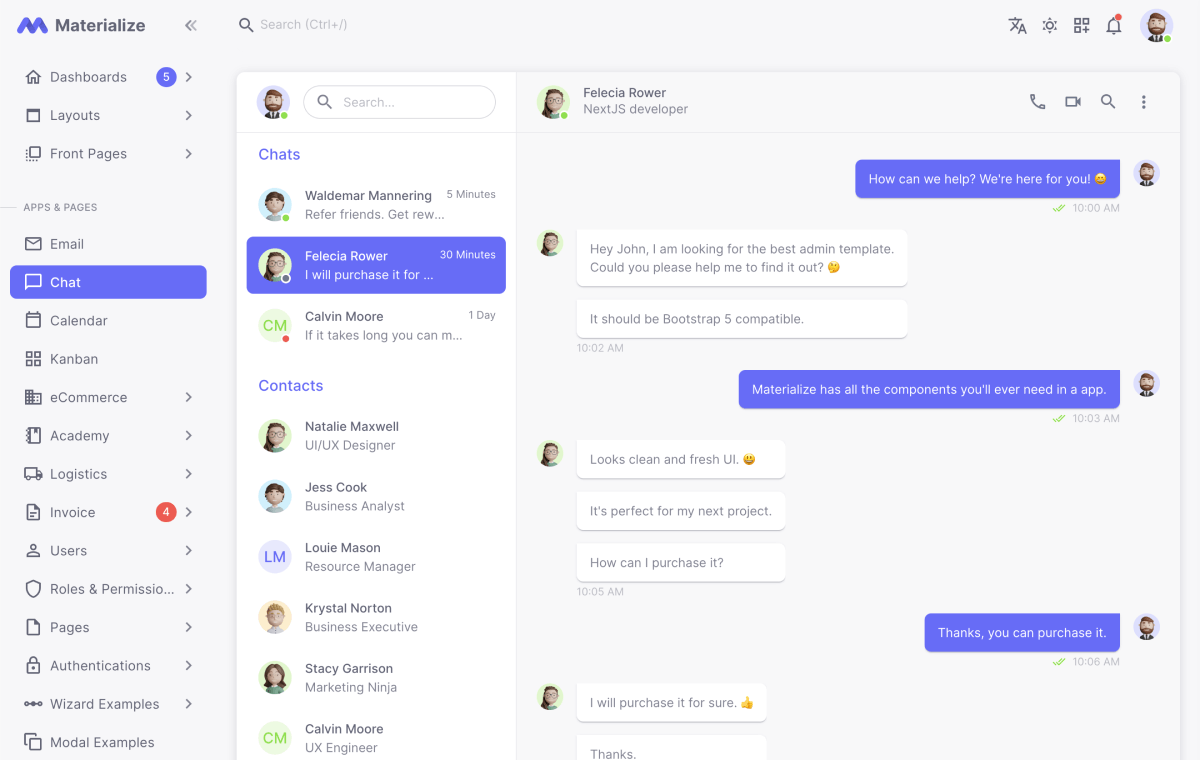 Materialize
Search (Ctrl+/)
Dashboards
5
Layouts
Front Pages
APPS & PAGES
Email
Chat
Calendar
Kanban
eCommerce
Academy
Logistics
Invoice
4
Users
Roles & Permissio...
Pages
Authentications
Wizard Examples
Modal Examples
Search...
Chats
Waldemar Mannering
5 Minutes
Refer friends. Get rew...
Felecia Rower
30 Minutes
I will purchase it for ...
CM
Calvin Moore
1 Day
If it takes long you can m...
Contacts
Natalie Maxwell
UI/UX Designer
Jess Cook
Business Analyst
LM
Louie Mason
Resource Manager
Krystal Norton
Business Executive
Stacy Garrison
Marketing Ninja
CM
Calvin Moore
UX Engineer
Felecia Rower
NextJS developer
How can we help? We're here for you! 😄
10:00 AM
Hey John, I am looking for the best admin template.
Could you please help me to find it out? 🤔
It should be Bootstrap 5 compatible.
10:02 AM
Materialize has all the components you'll ever need in a app.
10:03 AM
Looks clean and fresh UI. 😃
It's perfect for my next project.
How can I purchase it?
10:05 AM
Thanks, you can purchase it.
10:06 AM
I will purchase it for sure. 👍
Thanks.